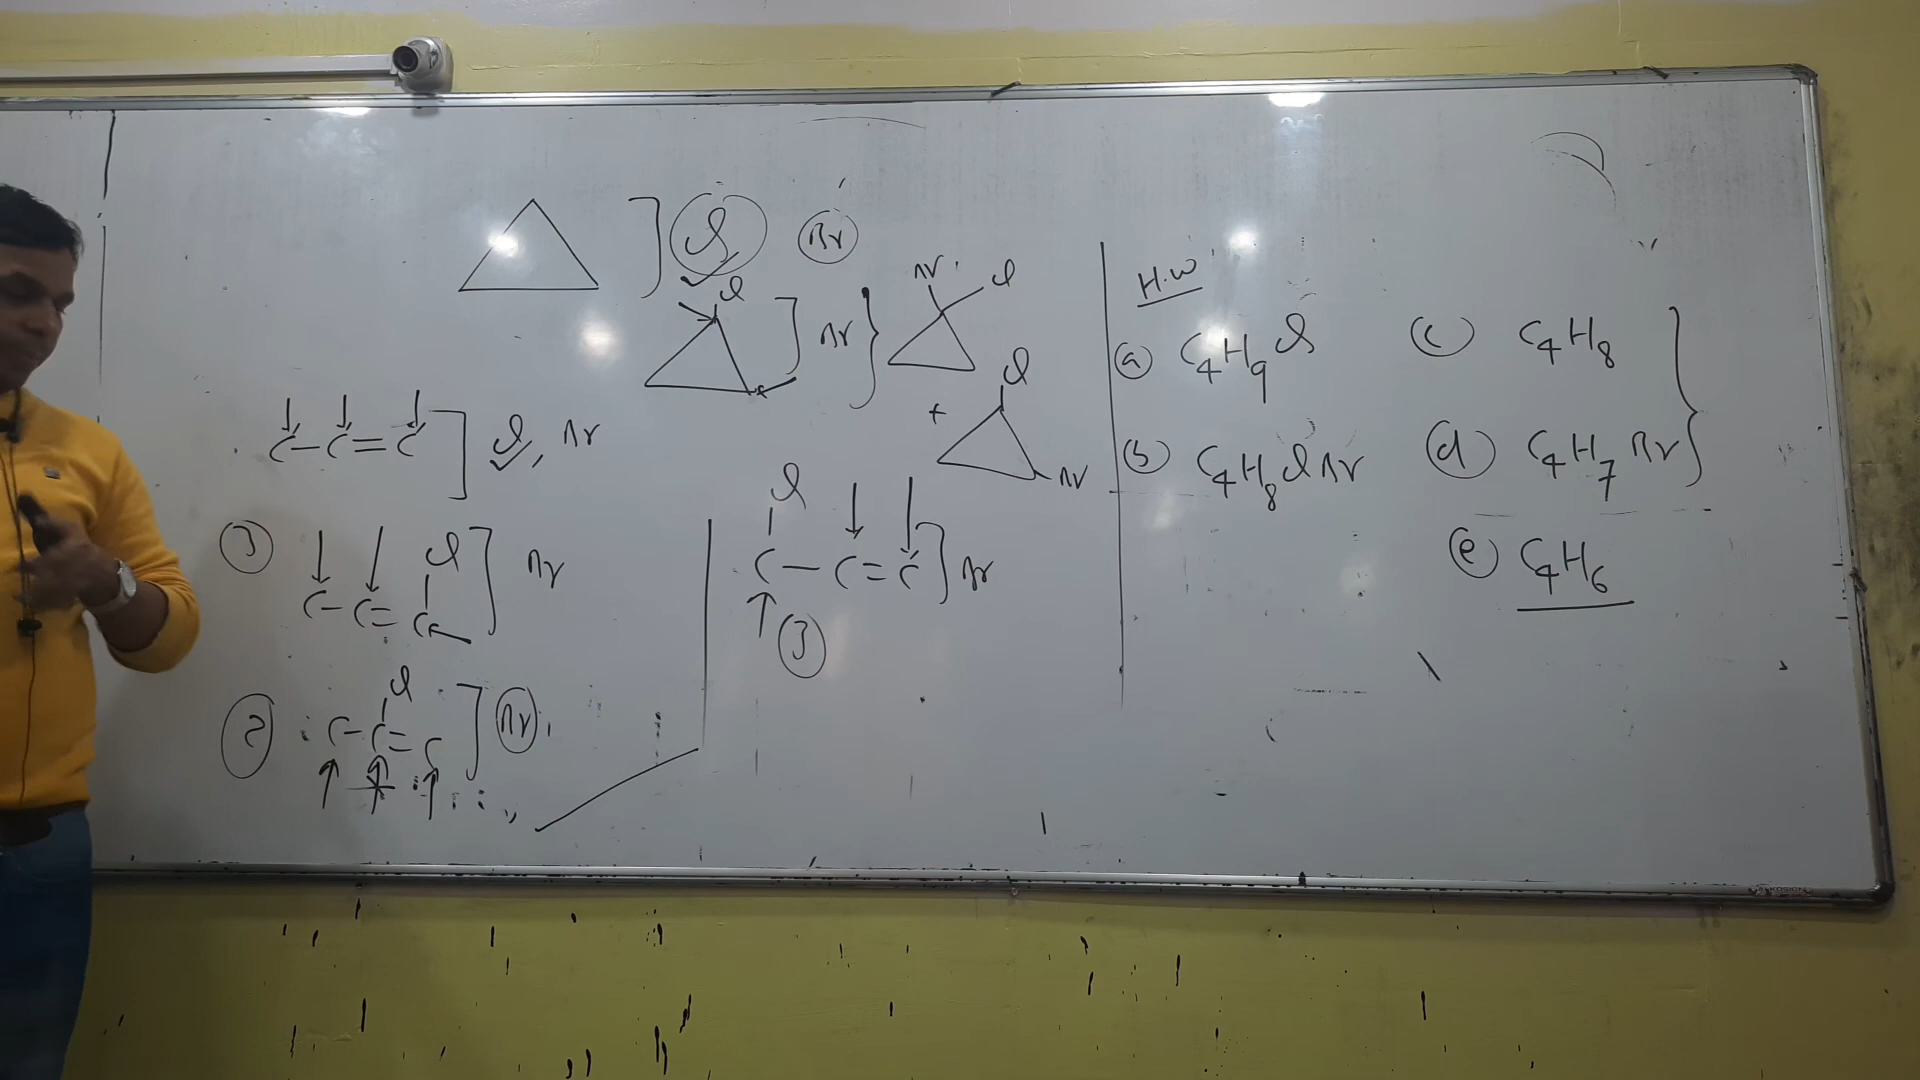 Cl Br
Cl
Br
Br Cl
+
Cl
Br
C-C=C ] Cl, Br
① C-C=C ] Br
Cl
② C-C=C ] Br
Cl
Cl
C-C=C ] Br
③
H.W
(a) C₄H₉Cl
(b) C₄H₈ClBr
(c) C₄H₈
(d) C₄H₇Br
(e) C₄H₆